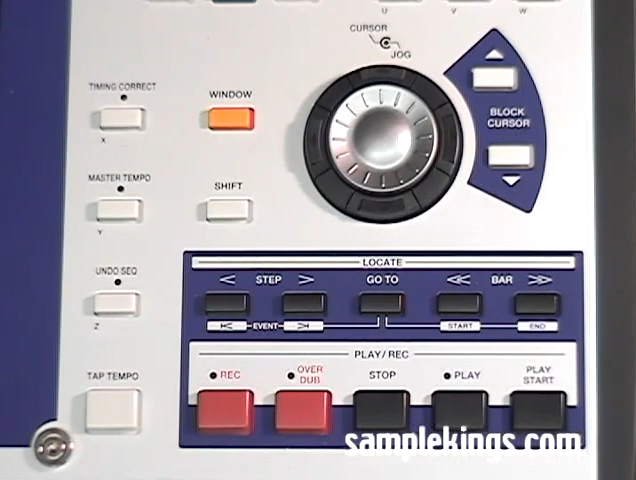 U V W
CURSOR
JOG
TIMING CORRECT
WINDOW
BLOCK
CURSOR
X
MASTER TEMPO
SHIFT
Y
LOCATE
UNDO SEQ
< STEP >
GO TO
<< BAR >>
Z
EVENT
START
END
PLAY/REC
TAP TEMPO
REC
OVER
DUB
STOP
PLAY
PLAY
START
samplekings.com